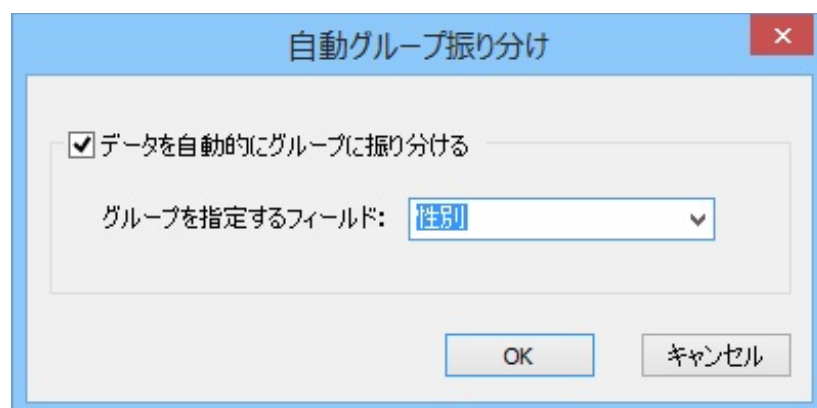 自動グループ振り分け
データを自動的にグループに振り分ける
グループを指定するフィールド: 性別
OK キャンセル